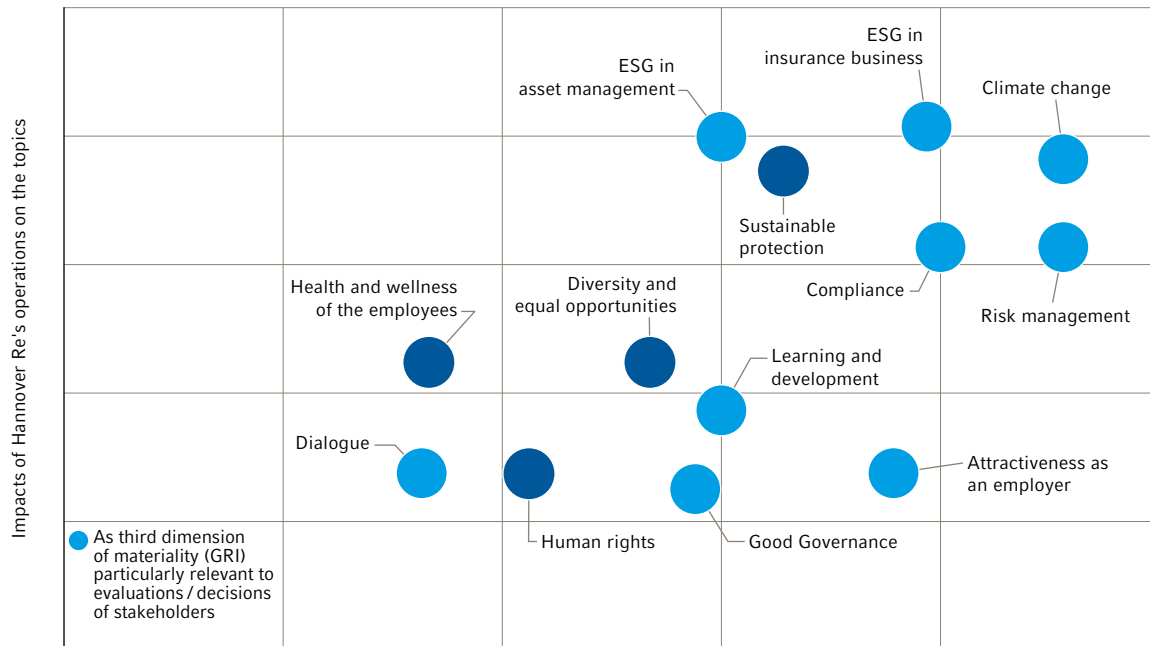 Impacts of Hannover Re's operations on the topics
ESG in
insurance business
ESG in
asset management
Climate change
Sustainable
protection
Compliance
Risk management
Health and wellness
of the employees
Diversity and
equal opportunities
Learning and
development
Dialogue
Attractiveness as
an employer
Human rights
Good Governance
As third dimension
of materiality (GRI)
particularly relevant to
evaluations / decisions
of stakeholders